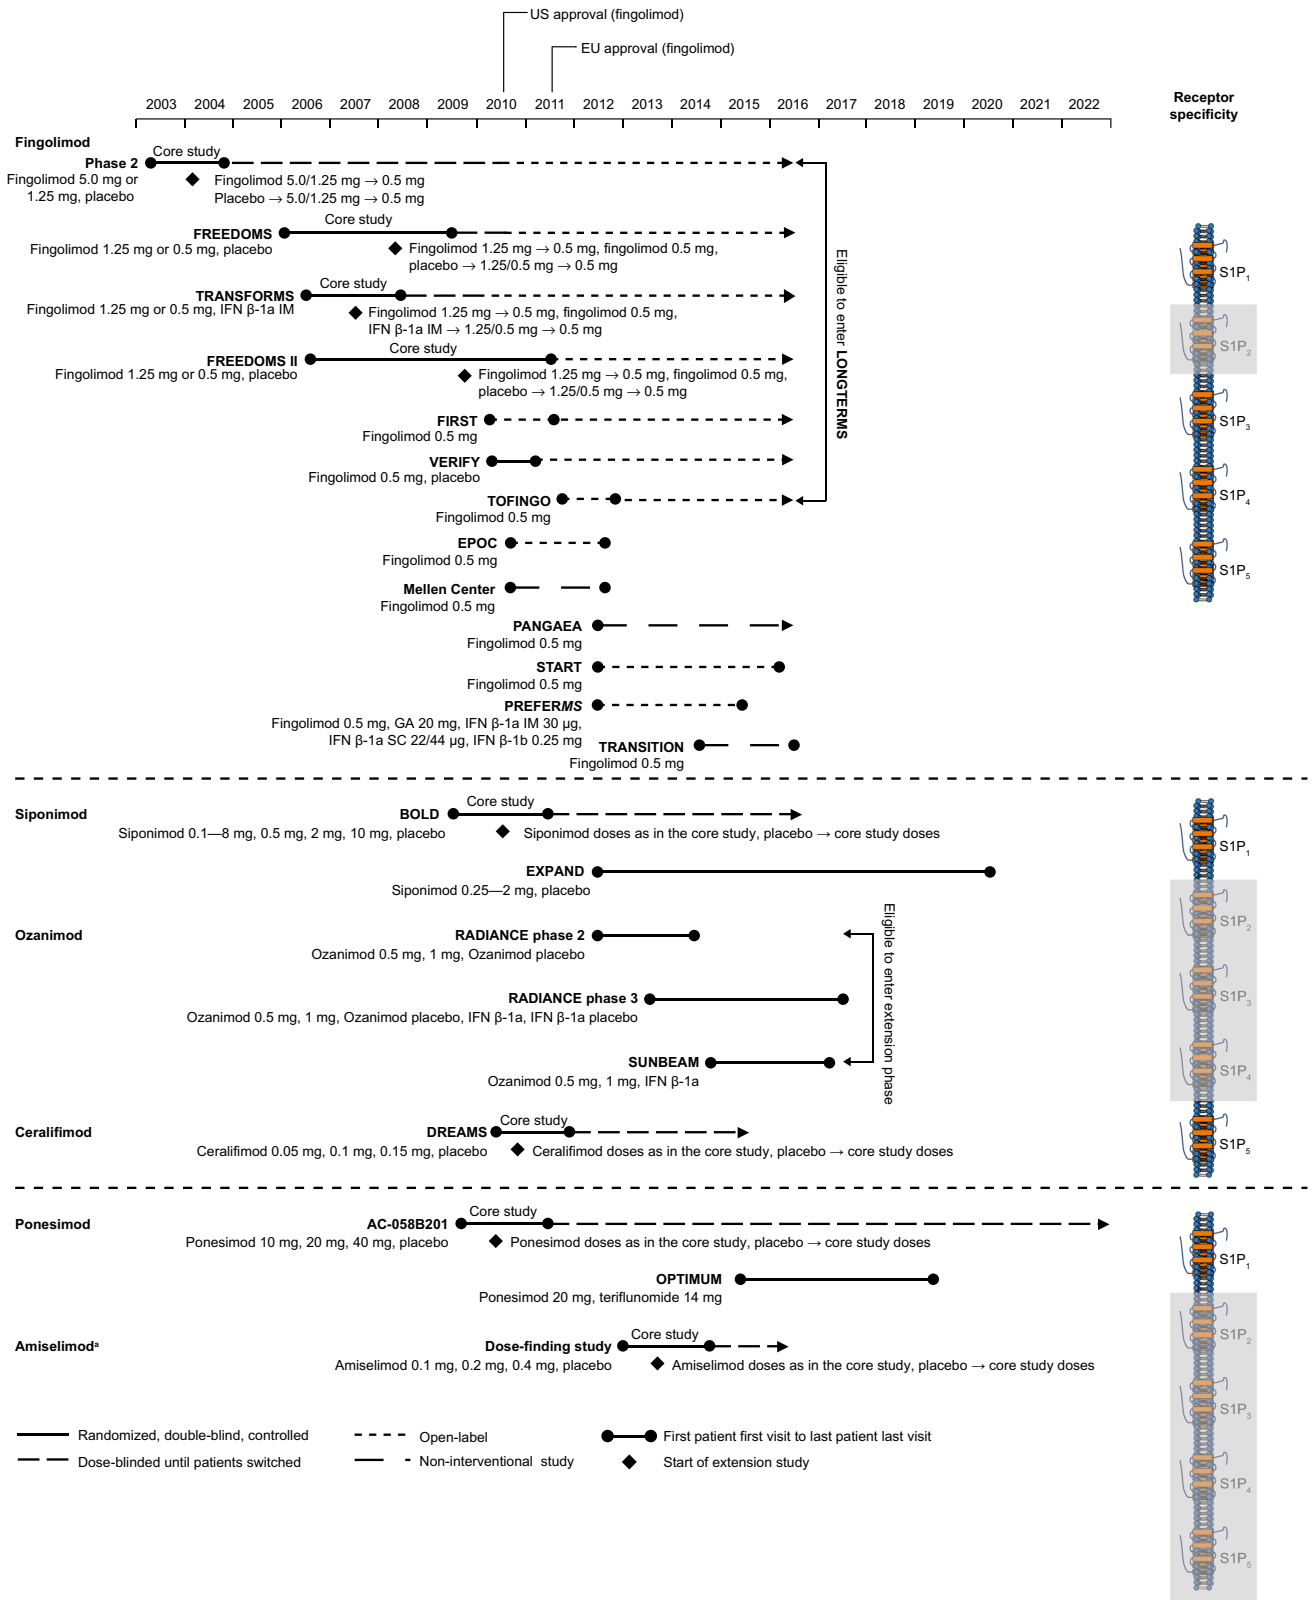 US approval (fingolimod)
EU approval (fingolimod)
2003 2004 2005 2006 2007 2008 2009 2010 2011 2012 2013 2014 2015 2016 2017 2018 2019 2020 2021 2022
Receptor
specificity
Fingolimod
Core study
Phase 2
Fingolimod 5.0 mg or
1.25 mg, placebo
Fingolimod 5.0/1.25 mg → 0.5 mg
Placebo → 5.0/1.25 mg → 0.5 mg
Core study
FREEDOMS
Fingolimod 1.25 mg or 0.5 mg, placebo
Fingolimod 1.25 mg → 0.5 mg, fingolimod 0.5 mg,
placebo → 1.25/0.5 mg → 0.5 mg
Core study
TRANSFORMS
Fingolimod 1.25 mg or 0.5 mg, IFN β-1a IM
Fingolimod 1.25 mg → 0.5 mg, fingolimod 0.5 mg,
IFN β-1a IM → 1.25/0.5 mg → 0.5 mg
Core study
FREEDOMS II
Fingolimod 1.25 mg or 0.5 mg, placebo
Fingolimod 1.25 mg → 0.5 mg, fingolimod 0.5 mg,
placebo → 1.25/0.5 mg → 0.5 mg
FIRST
Fingolimod 0.5 mg
VERIFY
Fingolimod 0.5 mg, placebo
TOFINGO
Fingolimod 0.5 mg
Eligible to enter LONGTERMS
EPOC
Fingolimod 0.5 mg
Mellen Center
Fingolimod 0.5 mg
PANGAEA
Fingolimod 0.5 mg
START
Fingolimod 0.5 mg
PREFERMS
Fingolimod 0.5 mg, GA 20 mg, IFN β-1a IM 30 µg,
IFN β-1a SC 22/44 µg, IFN β-1b 0.25 mg
TRANSITION
Fingolimod 0.5 mg
S1P1
S1P2
S1P3
S1P4
S1P5
Siponimod
Core study
BOLD
Siponimod 0.1—8 mg, 0.5 mg, 2 mg, 10 mg, placebo
Siponimod doses as in the core study, placebo → core study doses
EXPAND
Siponimod 0.25—2 mg, placebo
Ozanimod
RADIANCE phase 2
Ozanimod 0.5 mg, 1 mg, Ozanimod placebo
RADIANCE phase 3
Ozanimod 0.5 mg, 1 mg, Ozanimod placebo, IFN β-1a, IFN β-1a placebo
SUNBEAM
Ozanimod 0.5 mg, 1 mg, IFN β-1a
Eligible to enter extension phase
Ceralifimod
Core study
DREAMS
Ceralifimod 0.05 mg, 0.1 mg, 0.15 mg, placebo
Ceralifimod doses as in the core study, placebo → core study doses
S1P1
S1P2
S1P3
S1P4
S1P5
Ponesimod
Core study
AC-058B201
Ponesimod 10 mg, 20 mg, 40 mg, placebo
Ponesimod doses as in the core study, placebo → core study doses
OPTIMUM
Ponesimod 20 mg, teriflunomide 14 mg
Amiselimodᵃ
Core study
Dose-finding study
Amiselimod 0.1 mg, 0.2 mg, 0.4 mg, placebo
Amiselimod doses as in the core study, placebo → core study doses
S1P1
S1P2
S1P3
S1P4
S1P5
Randomized, double-blind, controlled
Open-label
First patient first visit to last patient last visit
Dose-blinded until patients switched
Non-interventional study
Start of extension study